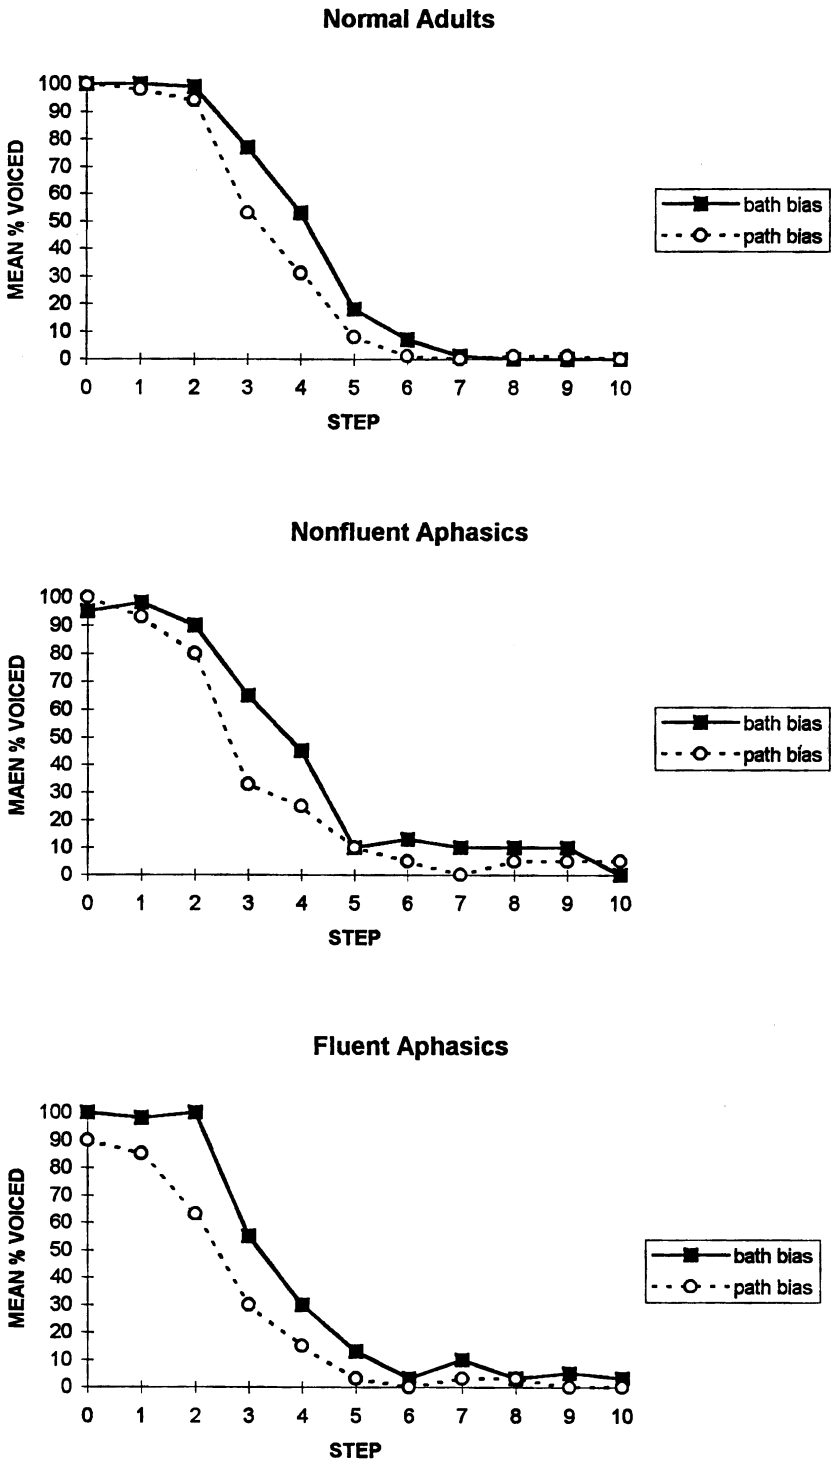 Normal Adults
MEAN % VOICED
100
90
80
70
60
50
40
30
20
10
0
0 1 2 3 4 5 6 7 8 9 10
STEP
bath bias
path bias
Nonfluent Aphasics
MAEN % VOICED
100
90
80
70
60
50
40
30
20
10
0
0 1 2 3 4 5 6 7 8 9 10
STEP
bath bias
path bias
Fluent Aphasics
MEAN % VOICED
100
90
80
70
60
50
40
30
20
10
0
0 1 2 3 4 5 6 7 8 9 10
STEP
bath bias
path bias